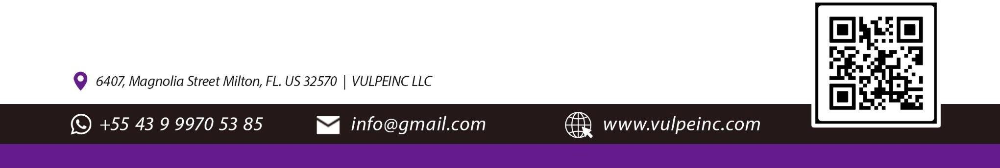 6407, Magnolia Street Milton, FL. US 32570 | VULPEINC LLC
+55 43 9 9970 53 85
info@gmail.com
www.vulpeinc.com